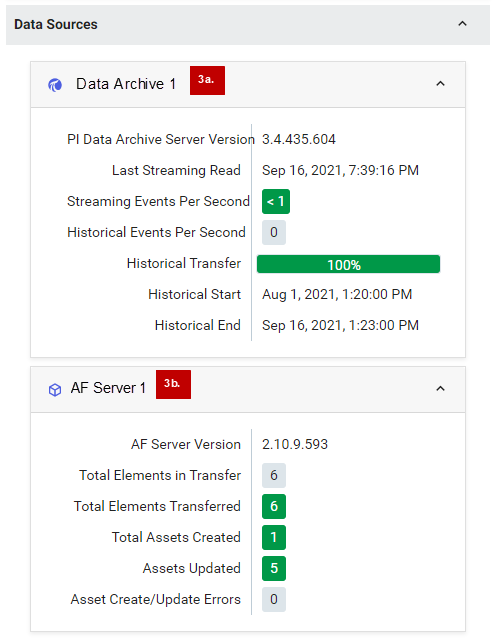 Data Sources
Data Archive 1 3a.
PI Data Archive Server Version 3.4.435.604
Last Streaming Read Sep 16, 2021, 7:39:16 PM
Streaming Events Per Second < 1
Historical Events Per Second 0
Historical Transfer 100%
Historical Start Aug 1, 2021, 1:20:00 PM
Historical End Sep 16, 2021, 1:23:00 PM
AF Server 1 3b.
AF Server Version 2.10.9.593
Total Elements in Transfer 6
Total Elements Transferred 6
Total Assets Created 1
Assets Updated 5
Asset Create/Update Errors 0